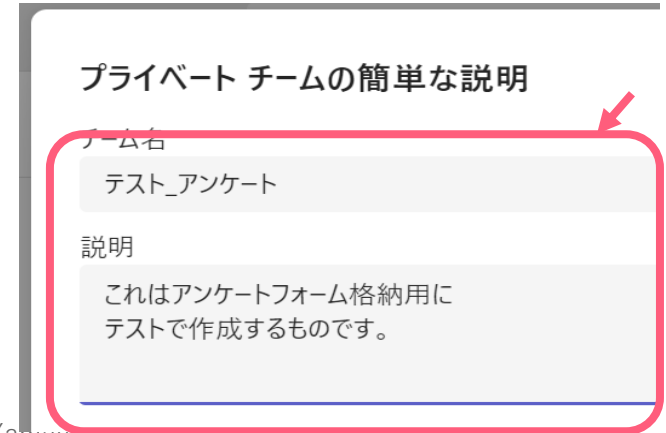 プライベート チームの簡単な説明
チーム名
テスト_アンケート
説明
これはアンケートフォーム格納用に
テストで作成するものです。